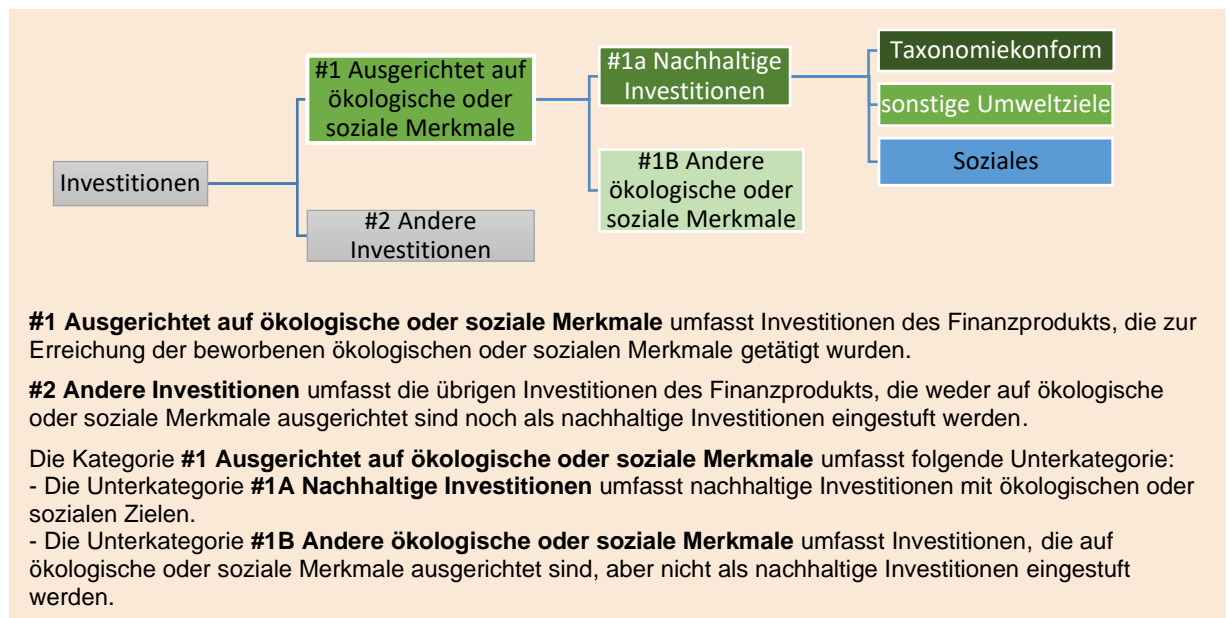 Taxonomiekonform
#1 Ausgerichtet auf
ökologische oder
soziale Merkmale
#1a Nachhaltige
Investitionen
sonstige Umweltziele
Soziales
#1B Andere
ökologische oder
soziale Merkmale
Investitionen
#2 Andere
Investitionen
#1 Ausgerichtet auf ökologische oder soziale Merkmale umfasst Investitionen des Finanzprodukts, die zur
Erreichung der beworbenen ökologischen oder sozialen Merkmale getätigt wurden.
#2 Andere Investitionen umfasst die übrigen Investitionen des Finanzprodukts, die weder auf ökologische
oder soziale Merkmale ausgerichtet sind noch als nachhaltige Investitionen eingestuft werden.
Die Kategorie #1 Ausgerichtet auf ökologische oder soziale Merkmale umfasst folgende Unterkategorie:
- Die Unterkategorie #1A Nachhaltige Investitionen umfasst nachhaltige Investitionen mit ökologischen oder
sozialen Zielen.
- Die Unterkategorie #1B Andere ökologische oder soziale Merkmale umfasst Investitionen, die auf
ökologische oder soziale Merkmale ausgerichtet sind, aber nicht als nachhaltige Investitionen eingestuft
werden.